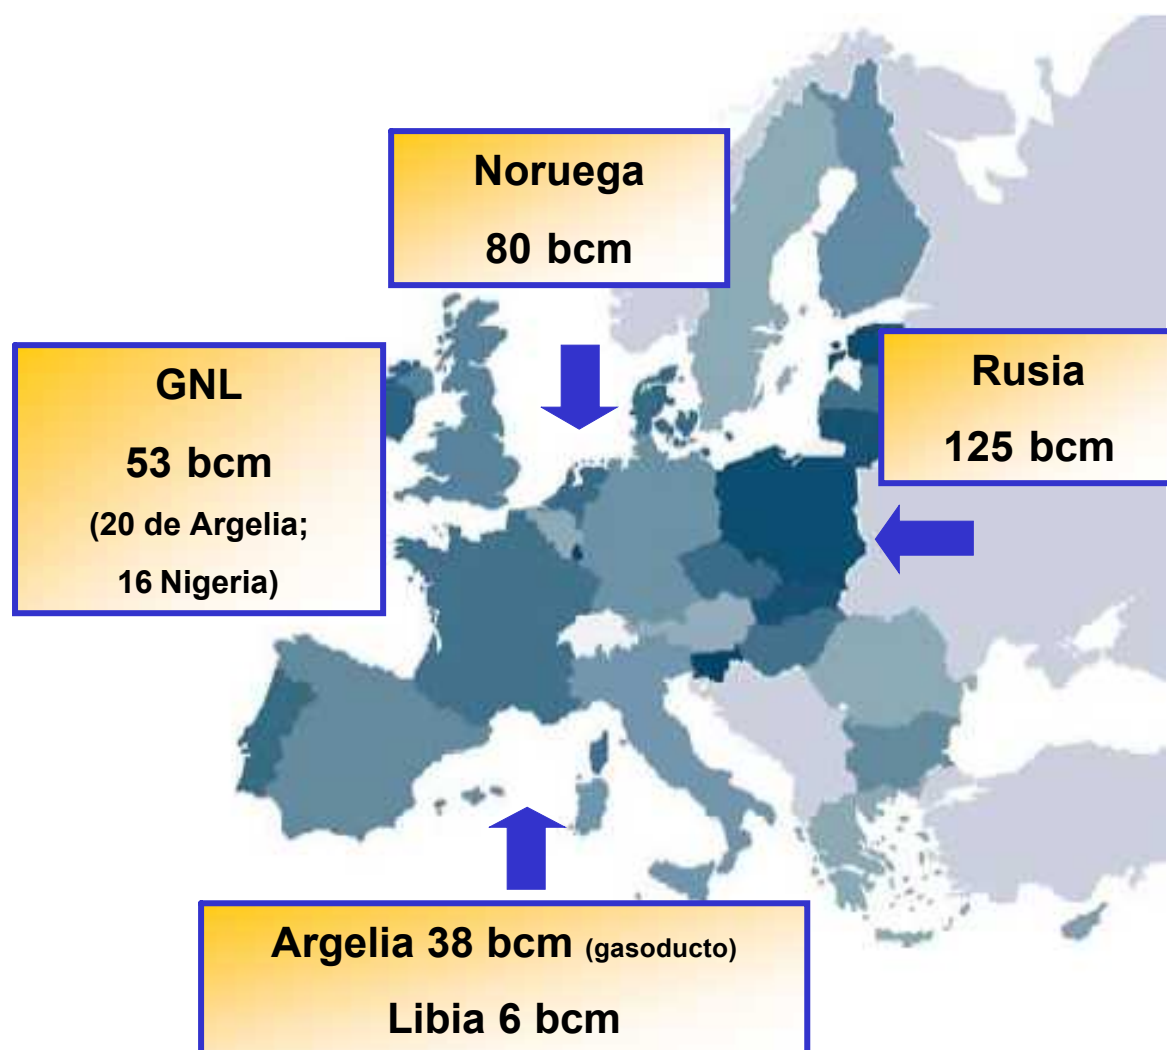 Noruega
80 bcm
GNL
53 bcm
(20 de Argelia;
16 Nigeria)
Rusia
125 bcm
Argelia 38 bcm (gasoducto)
Libia 6 bcm